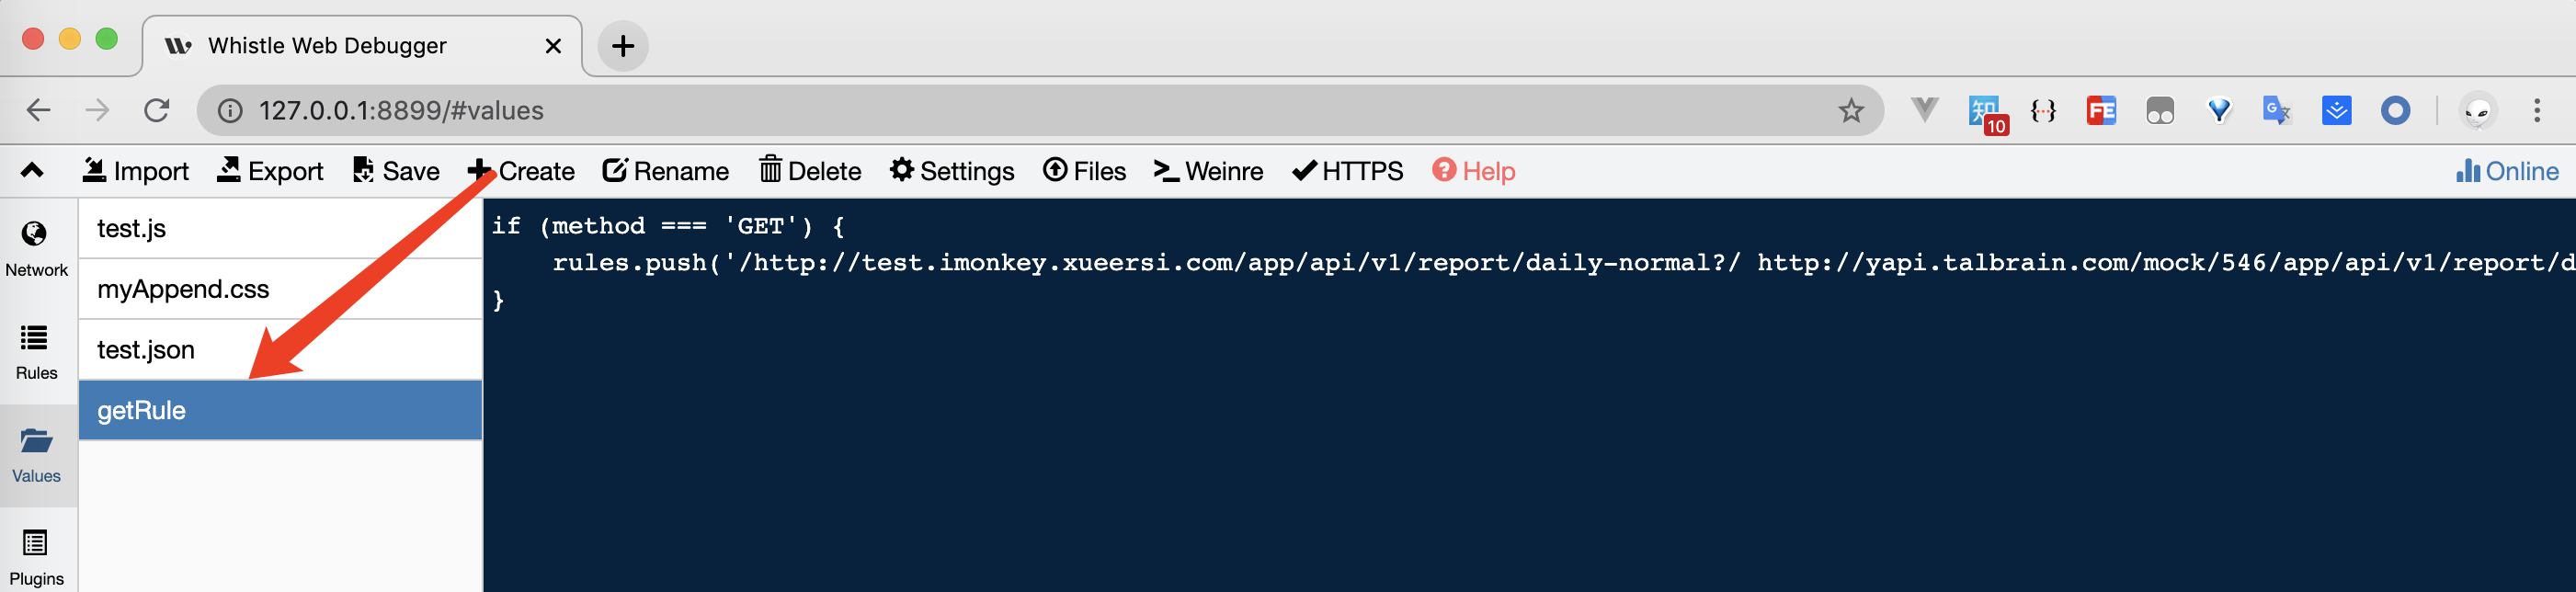 Whistle Web Debugger
127.0.0.1:8899/#values
知
10
FE
G
Import Export Save Create Rename Delete Settings Files Weinre HTTPS Help Online
Network
Rules
Values
Plugins
test.js
myAppend.css
test.json
getRule
if (method === 'GET') {
rules.push('/http://test.imonkey.xueersi.com/app/api/v1/report/daily-normal?/ http://yapi.talbrain.com/mock/546/app/api/v1/report/d
}